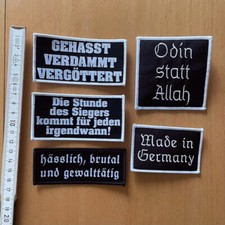 GEHASST
VERDAMMT
VERGÖTTERT
Die Stunde
des Siegers
kommt für jeden
irgendwann!
hässlich, brutal
und gewalttätig
Odin
statt
Allah
Made in
Germany
20